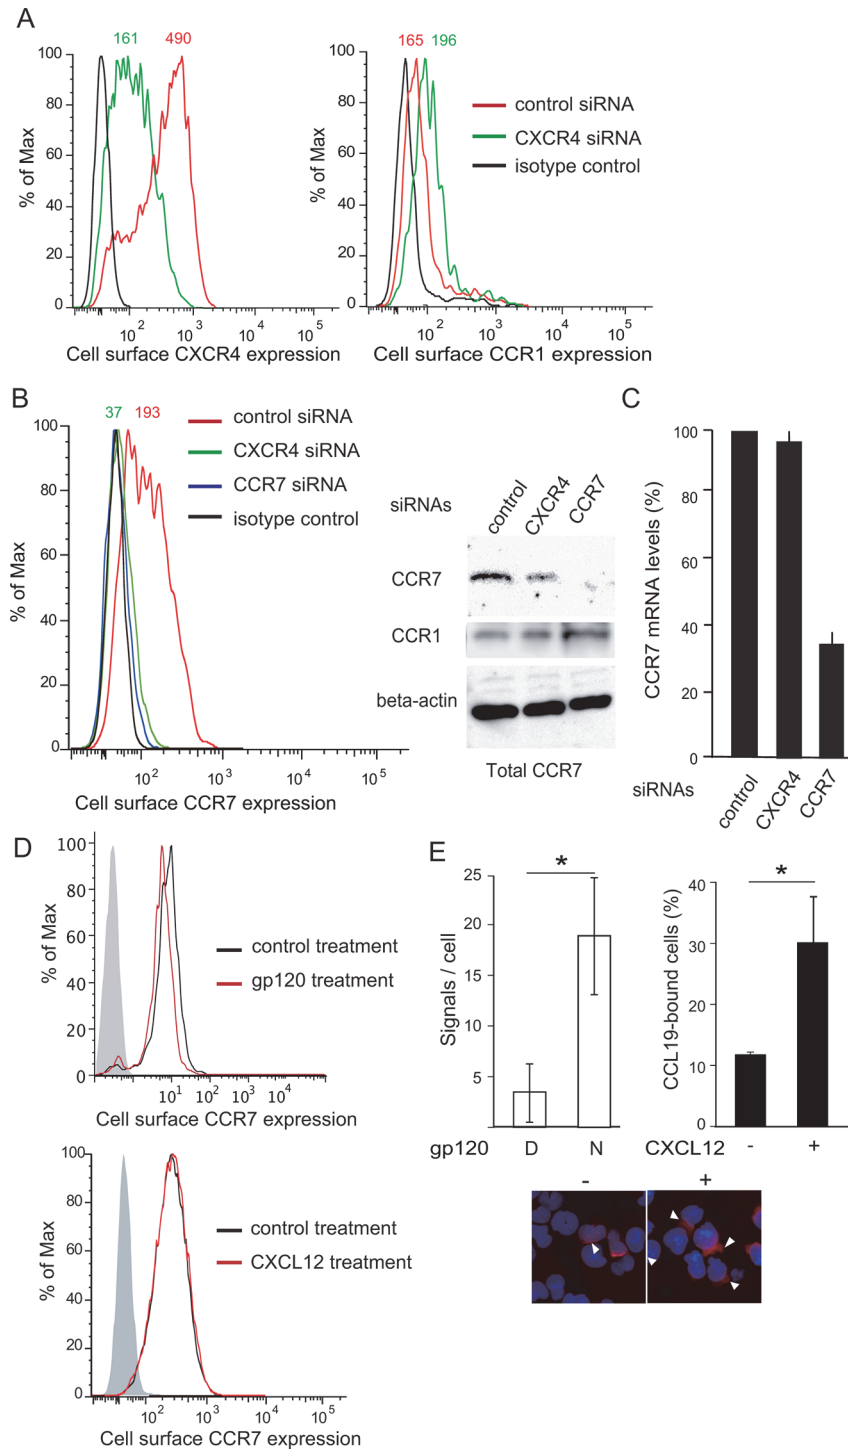 A
161
490
100
80
60
40
20
0
% of Max
10^2
10^3
10^4
10^5
Cell surface CXCR4 expression
165
196
100
80
60
40
20
0
% of Max
10^2
10^3
10^4
10^5
Cell surface CCR1 expression
control siRNA
CXCR4 siRNA
isotype control
B
37
193
100
80
60
40
20
0
% of Max
10^2
10^3
10^4
10^5
Cell surface CCR7 expression
control siRNA
CXCR4 siRNA
CCR7 siRNA
isotype control
siRNAs
control
CXCR4
CCR7
CCR7
CCR1
beta-actin
Total CCR7
C
100
80
60
40
20
0
CCR7 mRNA levels (%)
siRNAs
control
CXCR4
CCR7
D
100
80
60
40
20
0
% of Max
10^1
10^2
10^3
10^4
Cell surface CCR7 expression
control treatment
gp120 treatment
100
80
60
40
20
0
% of Max
10^2
10^3
10^4
10^5
Cell surface CCR7 expression
control treatment
CXCL12 treatment
E
25
20
15
10
5
Signals / cell
*
gp120
D
N
40
30
20
10
0
CCL19-bound cells (%)
*
CXCL12
-
+
-
+